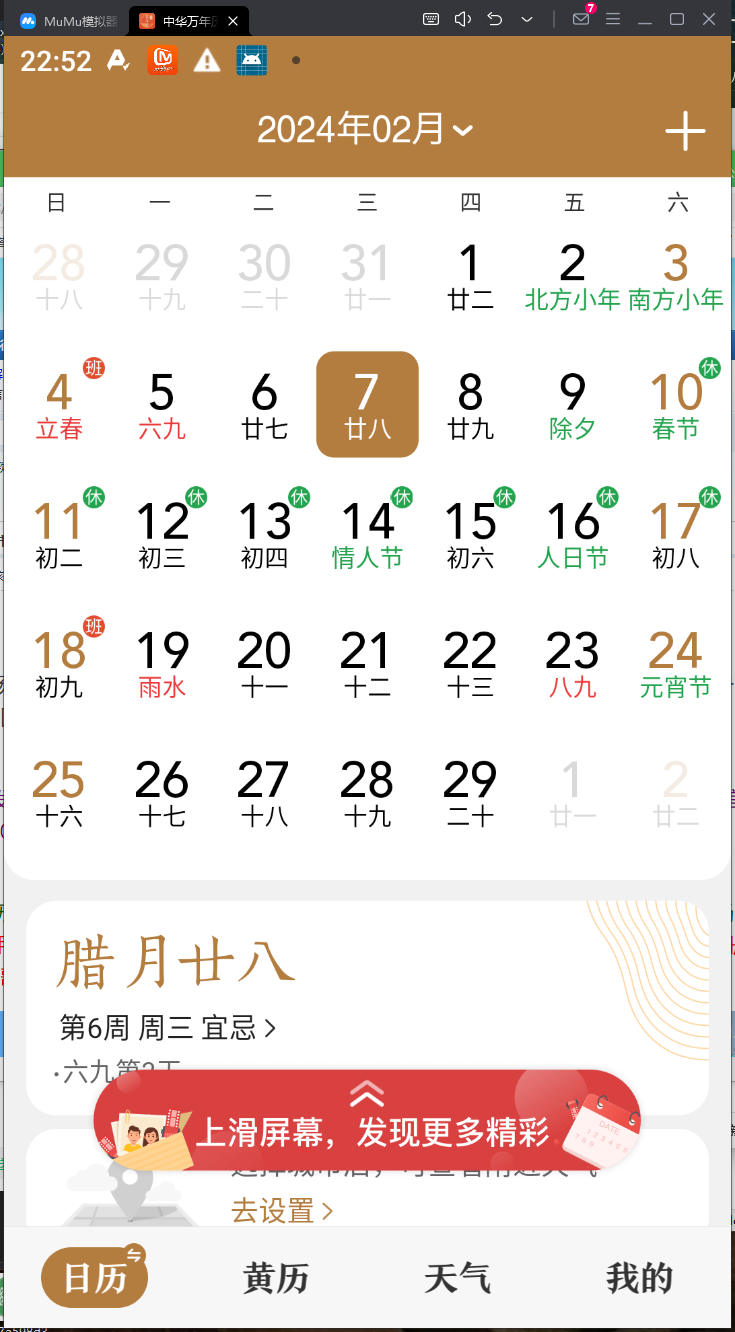 MuMu模拟器 中华万年历
7
22:52
2024年02月
日 一 二 三 四 五 六
28 29 30 31 1 2 3
十八 十九 二十 廿一 廿二 北方小年 南方小年
班 休
4 5 6 7 8 9 10
立春 六九 廿七 廿八 廿九 除夕 春节
休 休 休 休 休 休 休
11 12 13 14 15 16 17
初二 初三 初四 情人节 初六 人日节 初八
班
18 19 20 21 22 23 24
初九 雨水 十一 十二 十三 八九 元宵节
25 26 27 28 29 1 2
十六 十七 十八 十九 二十 廿一 廿二
腊月廿八
第6周 周三 宜忌
·六九第3天
上滑屏幕，发现更多精彩
DATE
去设置
日历 黄历 天气 我的